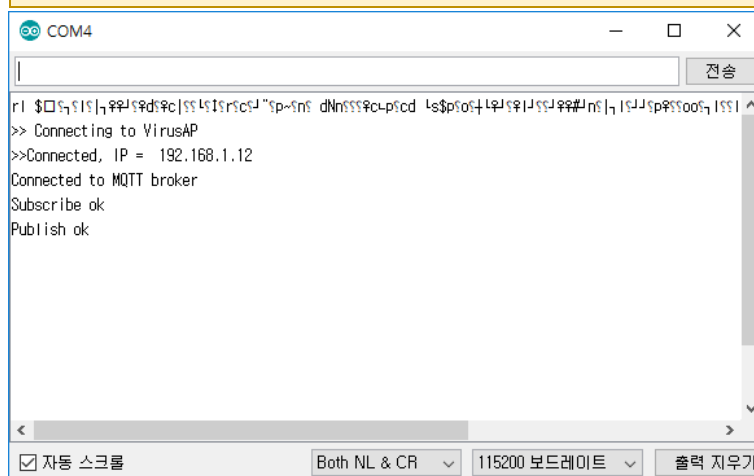 COM4
전송
>> Connecting to VirusAP
>>Connected, IP =  192.168.1.12
Connected to MQTT broker
Subscribe ok
Publish ok
자동 스크롤
Both NL & CR
115200 보드레이트
출력 지우기